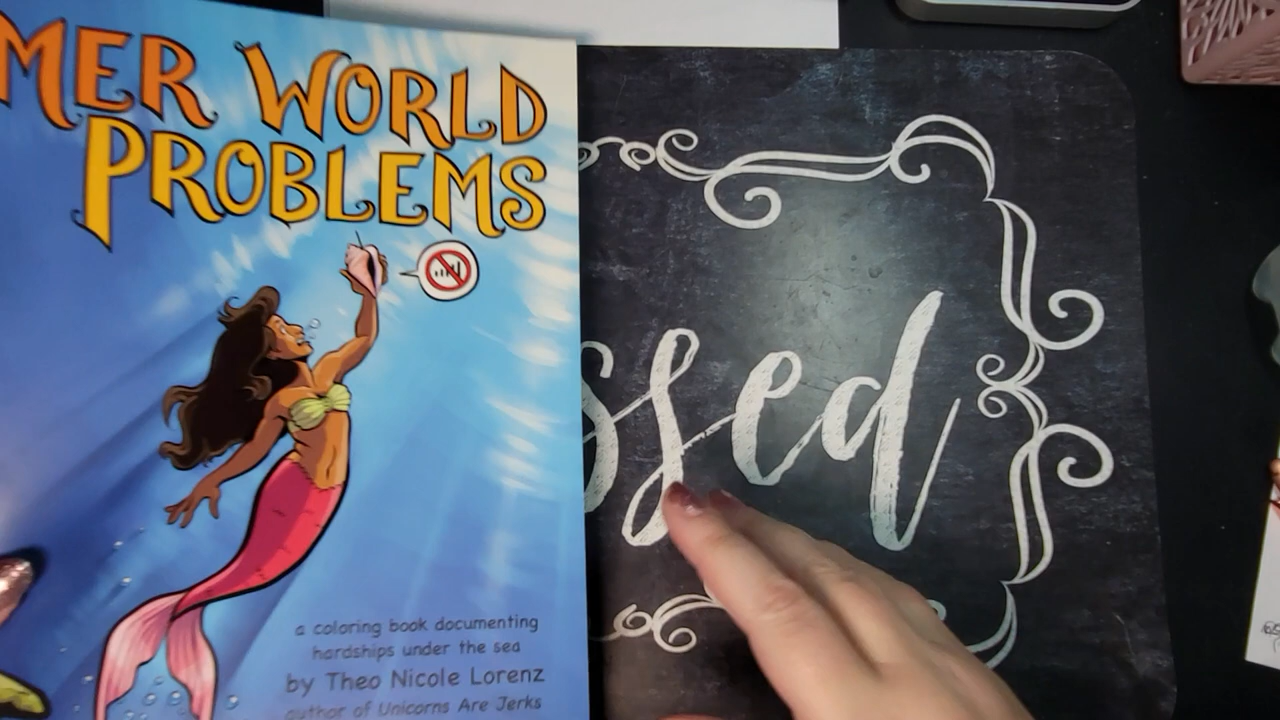 MER WORLD
PROBLEMS
a coloring book documenting
hardships under the sea
by Theo Nicole Lorenz
author of Unicorns Are Jerks
ssed